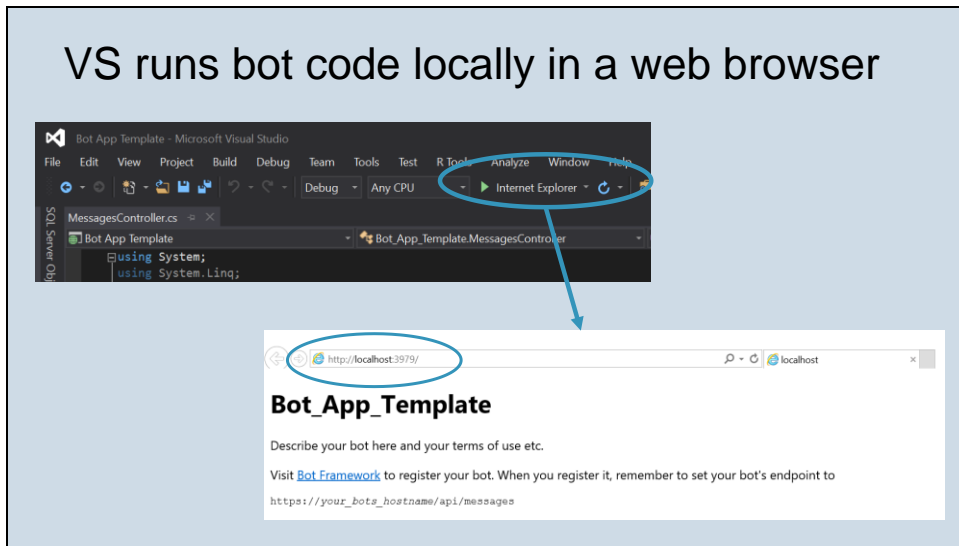 VS runs bot code locally in a web browser
Bot App Template - Microsoft Visual Studio
File Edit View Project Build Debug Team Tools Test R Tools Analyze Window Help
Debug Any CPU Internet Explorer
SQL Server Obj
MessagesController.cs
Bot App Template Bot_App_Template.MessagesController
using System;
using System.Linq;
http://localhost:3979/ localhost
Bot_App_Template
Describe your bot here and your terms of use etc.
Visit Bot Framework to register your bot. When you register it, remember to set your bot's endpoint to
https://your_bots_hostname/api/messages